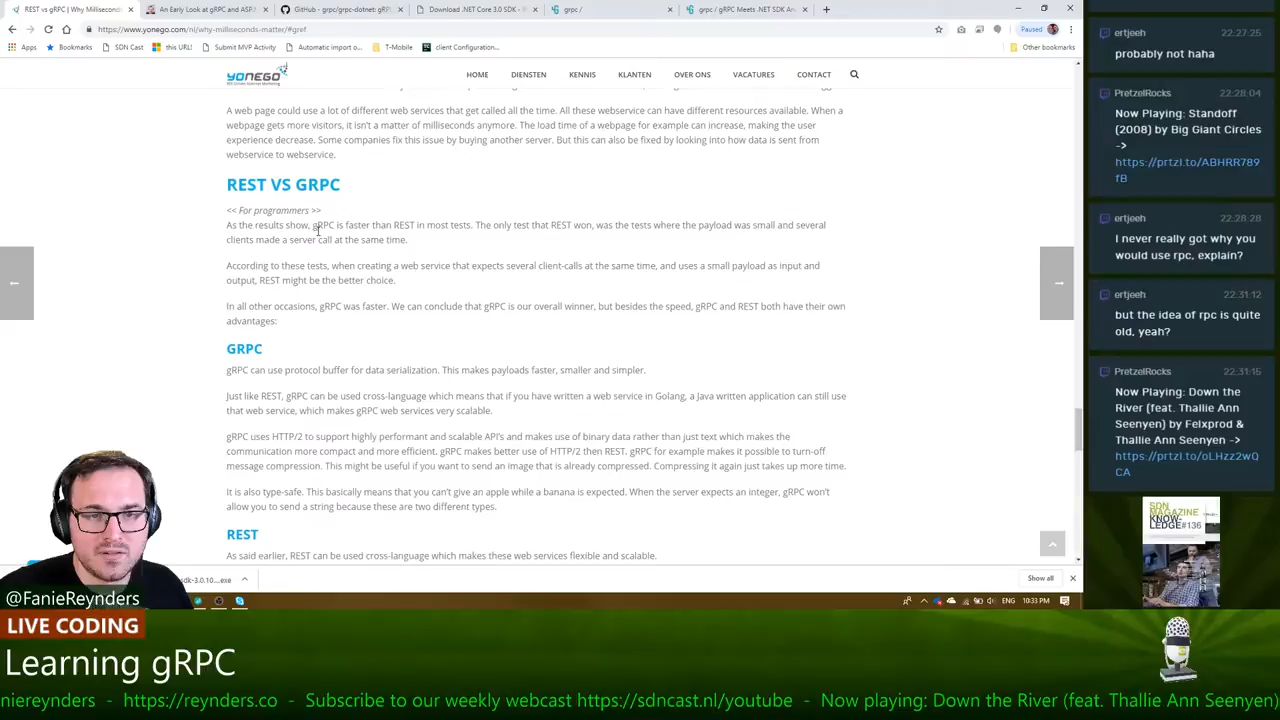 REST vs gRPC | Why Millisecond
An Early Look at gRPC and ASP.
GitHub - grpc/grpc-dotnet: gRPC
Download .NET Core 3.0 SDK - W
grpc /
grpc / gRPC Meets .NET SDK An
https://www.yonego.com/nl/why-milliseconds-matter/#gref
Paused
Apps
Bookmarks
SDN Cast
this URL!
Submit MVP Activity
Automatic import o...
T-Mobile
client Configuration...
Other bookmarks
YONEGO
HOME
DIENSTEN
KENNIS
KLANTEN
OVER ONS
VACATURES
CONTACT
A web page could use a lot of different web services that get called all the time. All these webservice can have different resources available. When a
webpage gets more visitors, it isn't a matter of milliseconds anymore. The load time of a webpage for example can increase, making the user
experience decrease. Some companies fix this issue by buying another server. But this can also be fixed by looking into how data is sent from
webservice to webservice.
REST VS GRPC
<< For programmers >>
As the results show, gRPC is faster than REST in most tests. The only test that REST won, was the tests where the payload was small and several
clients made a server call at the same time.
According to these tests, when creating a web service that expects several client-calls at the same time, and uses a small payload as input and
output, REST might be the better choice.
In all other occasions, gRPC was faster. We can conclude that gRPC is our overall winner, but besides the speed, gRPC and REST both have their own
advantages:
GRPC
gRPC can use protocol buffer for data serialization. This makes payloads faster, smaller and simpler.
Just like REST, gRPC can be used cross-language which means that if you have written a web service in Golang, a Java written application can still use
that web service, which makes gRPC web services very scalable.
gRPC uses HTTP/2 to support highly performant and scalable API's and makes use of binary data rather than just text which makes the
communication more compact and more efficient. gRPC makes better use of HTTP/2 then REST. gRPC for example makes it possible to turn-off
message compression. This might be useful if you want to send an image that is already compressed. Compressing it again just takes up more time.
It is also type-safe. This basically means that you can't give an apple while a banana is expected. When the server expects an integer, gRPC won't
allow you to send a string because these are two different types.
REST
As said earlier, REST can be used cross-language which makes these web services flexible and scalable.
sdk-3.0.10....exe
Show all
ENG
10:33 PM
ertjeeh 22:27:25
probably not haha
PretzelRocks 22:28:04
Now Playing: Standoff
(2008) by Big Giant Circles
->
https://prtzl.to/ABHRR789
fB
ertjeeh 22:28:28
I never really got why you
would use rpc, explain?
ertjeeh 22:31:12
but the idea of rpc is quite
old, yeah?
PretzelRocks 22:31:15
Now Playing: Down the
River (feat. Thallie Ann
Seenyen) by Felxprod &
Thallie Ann Seenyen ->
https://prtzl.to/oLHzz2wQ
CA
SDN
MAGAZINE
KNOW-
LEDGE#136
@FanieReynders
LIVE CODING
Learning gRPC
niereynders - https://reynders.co - Subscribe to our weekly webcast https://sdncast.nl/youtube - Now playing: Down the River (feat. Thallie Ann Seenyen)